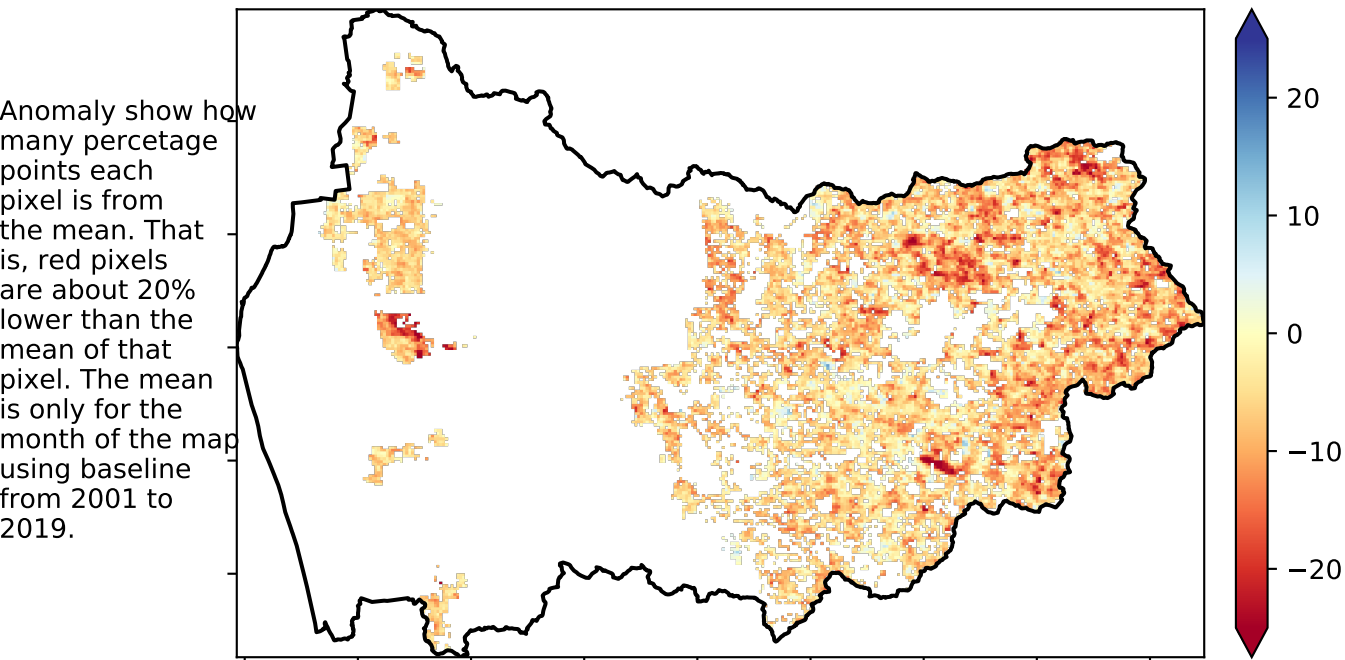 Anomaly show how
many percetage
points each
pixel is from
the mean. That
is, red pixels
are about 20%
lower than the
mean of that
pixel. The mean
is only for the
month of the map
using baseline
from 2001 to
2019.
20
10
0
−10
−20